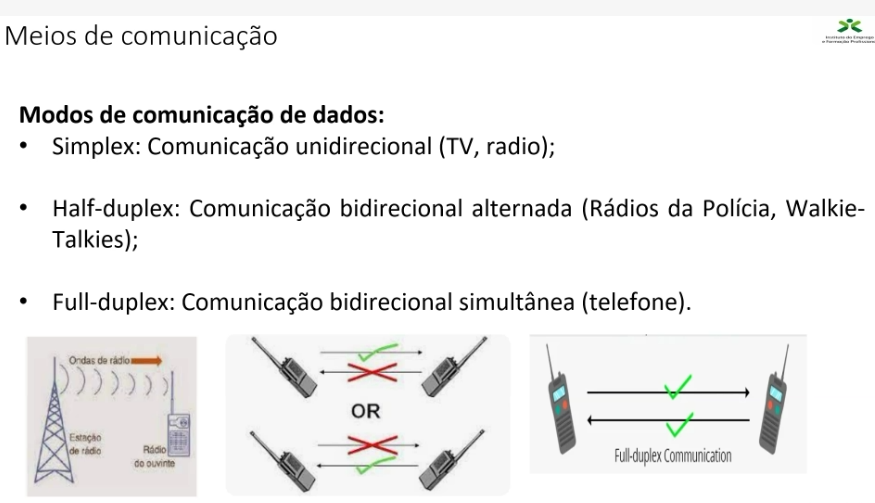 Meios de comunicação
Instituto do Emprego
e Formação Profissional
Modos de comunicação de dados:
• Simplex: Comunicação unidirecional (TV, radio);
• Half-duplex: Comunicação bidirecional alternada (Rádios da Polícia, Walkie-
Talkies);
• Full-duplex: Comunicação bidirecional simultânea (telefone).
Ondas de rádio
Estação
de rádio
Rádio
do ouvinte
OR
Full-duplex Communication